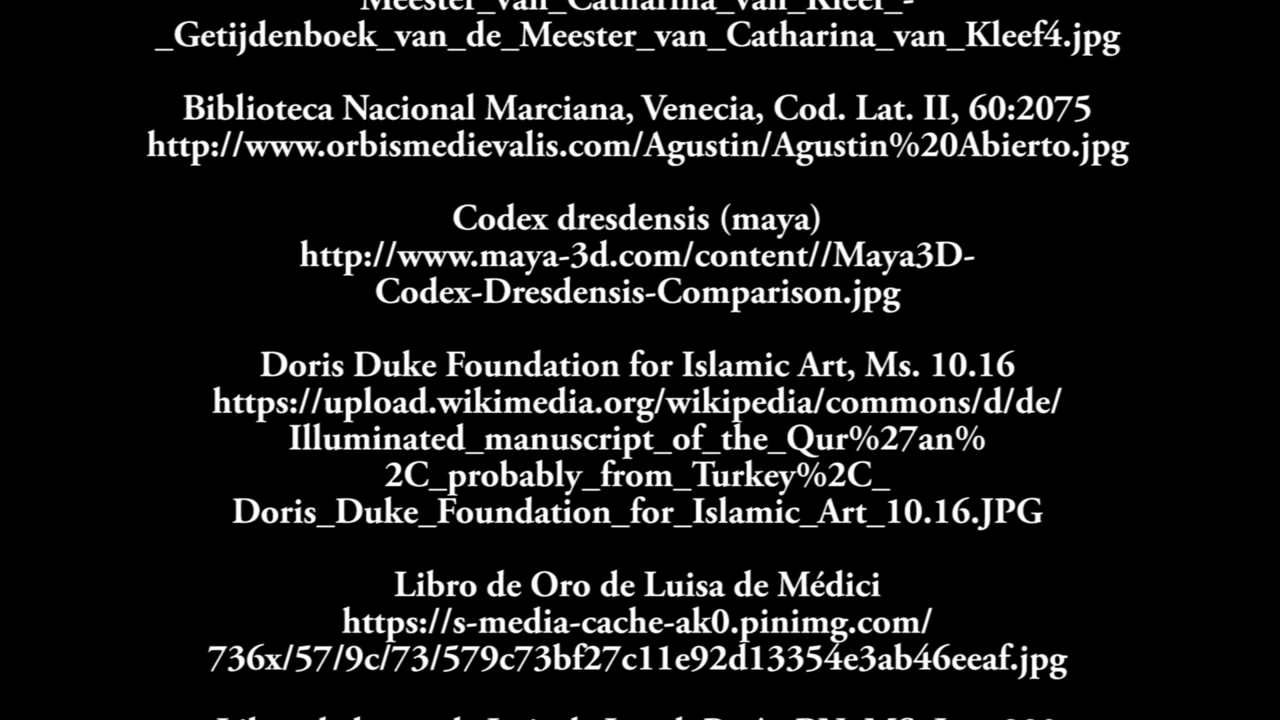 Meester_van_Catharina_van_Kleef_-
_Getijdenboek_van_de_Meester_van_Catharina_van_Kleef4.jpg
Biblioteca Nacional Marciana, Venecia, Cod. Lat. II, 60:2075
http://www.orbismedievalis.com/Agustin/Agustin%20Abierto.jpg
Codex dresdensis (maya)
http://www.maya-3d.com/content//Maya3D-
Codex-Dresdensis-Comparison.jpg
Doris Duke Foundation for Islamic Art, Ms. 10.16
https://upload.wikimedia.org/wikipedia/commons/d/de/
Illuminated_manuscript_of_the_Qur%27an%
2C_probably_from_Turkey%2C_
Doris_Duke_Foundation_for_Islamic_Art_10.16.JPG
Libro de Oro de Luisa de Médici
https://s-media-cache-ak0.pinimg.com/
736x/57/9c/73/579c73bf27c11e92d13354e3ab46eeaf.jpg